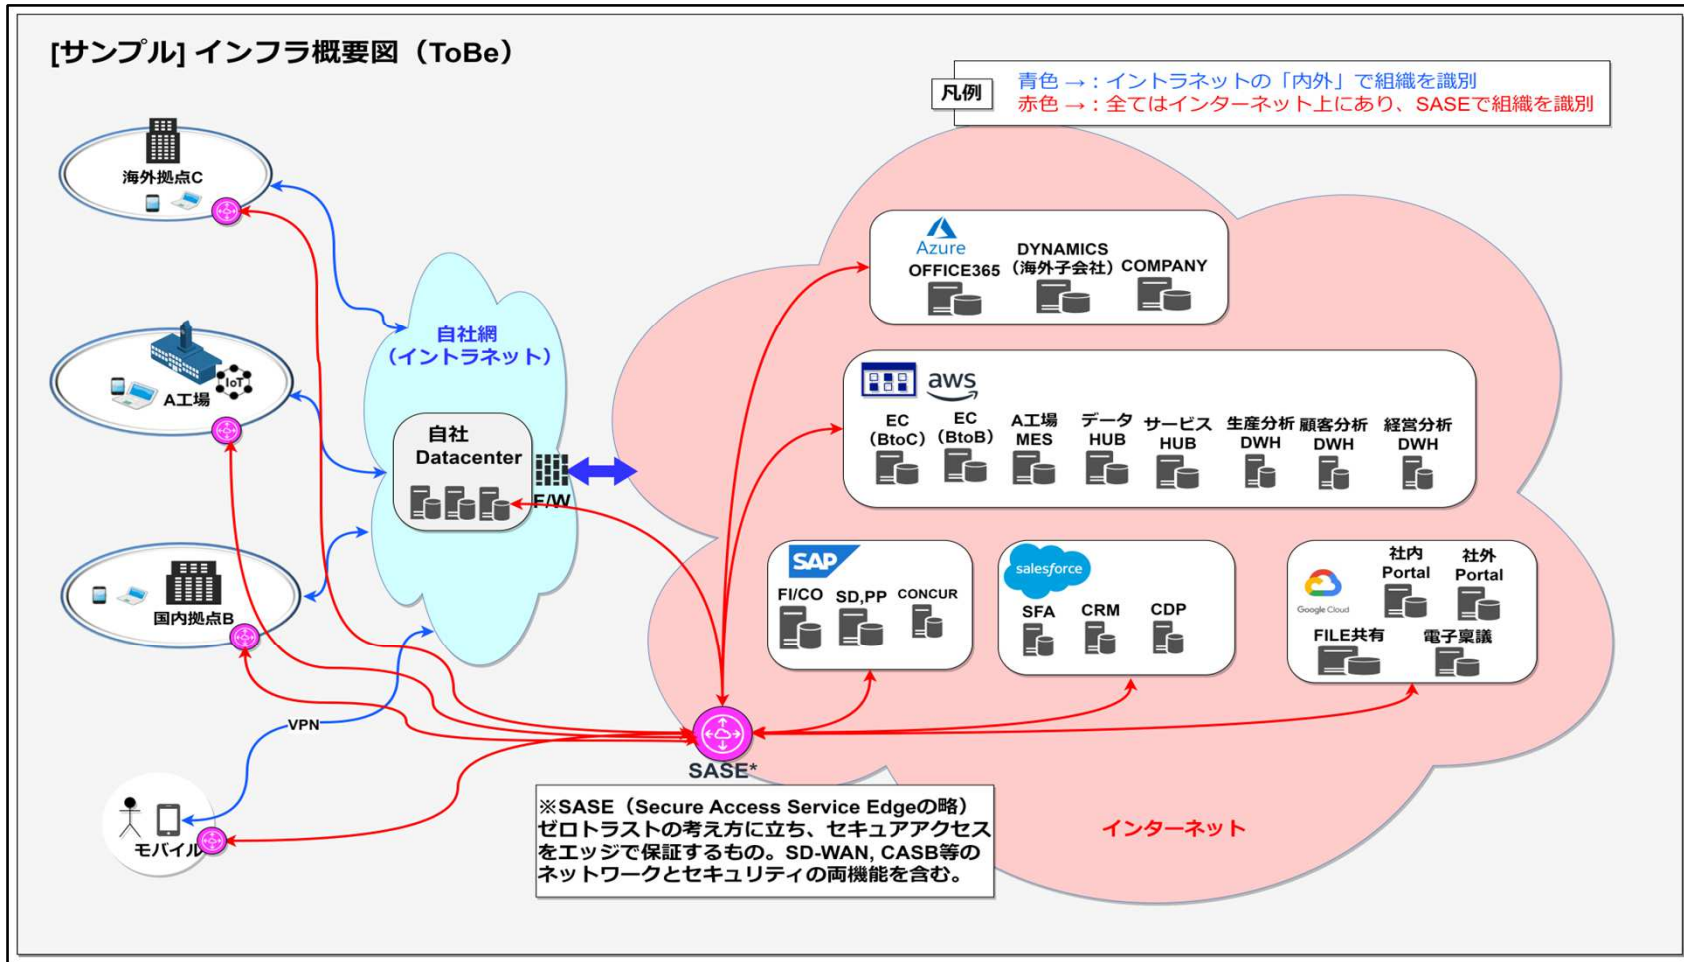 [サンプル] インフラ概要図（ToBe）
凡例
青色 →：イントラネットの「内外」で組織を識別
赤色 →：全てはインターネット上にあり、SASEで組織を識別
海外拠点C
A工場
IoT
国内拠点B
モバイル
VPN
自社網
（イントラネット）
自社
Datacenter
F/W
Azure
OFFICE365
DYNAMICS
（海外子会社）
COMPANY
aws
EC
（BtoC）
EC
（BtoB）
A工場
MES
データ
HUB
サービス
HUB
生産分析
DWH
顧客分析
DWH
経営分析
DWH
SAP
FI/CO
SD,PP
CONCUR
salesforce
SFA
CRM
CDP
Google Cloud
社内
Portal
社外
Portal
FILE共有
電子稟議
SASE*
※SASE（Secure Access Service Edgeの略）
ゼロトラストの考え方に立ち、セキュアアクセス
をエッジで保証するもの。SD-WAN, CASB等の
ネットワークとセキュリティの両機能を含む。
インターネット